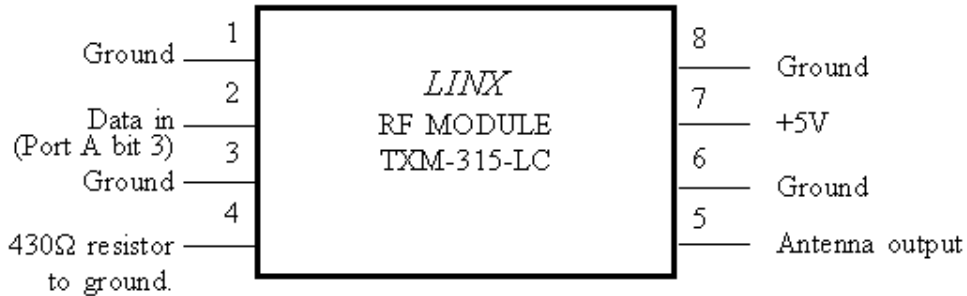 1
Ground
2
Data in
(Port A bit 3)
3
Ground
4
430Ω resistor
to ground.
LINX
RF MODULE
TXM-315-LC
8
Ground
7
+5V
6
Ground
5
Antenna output